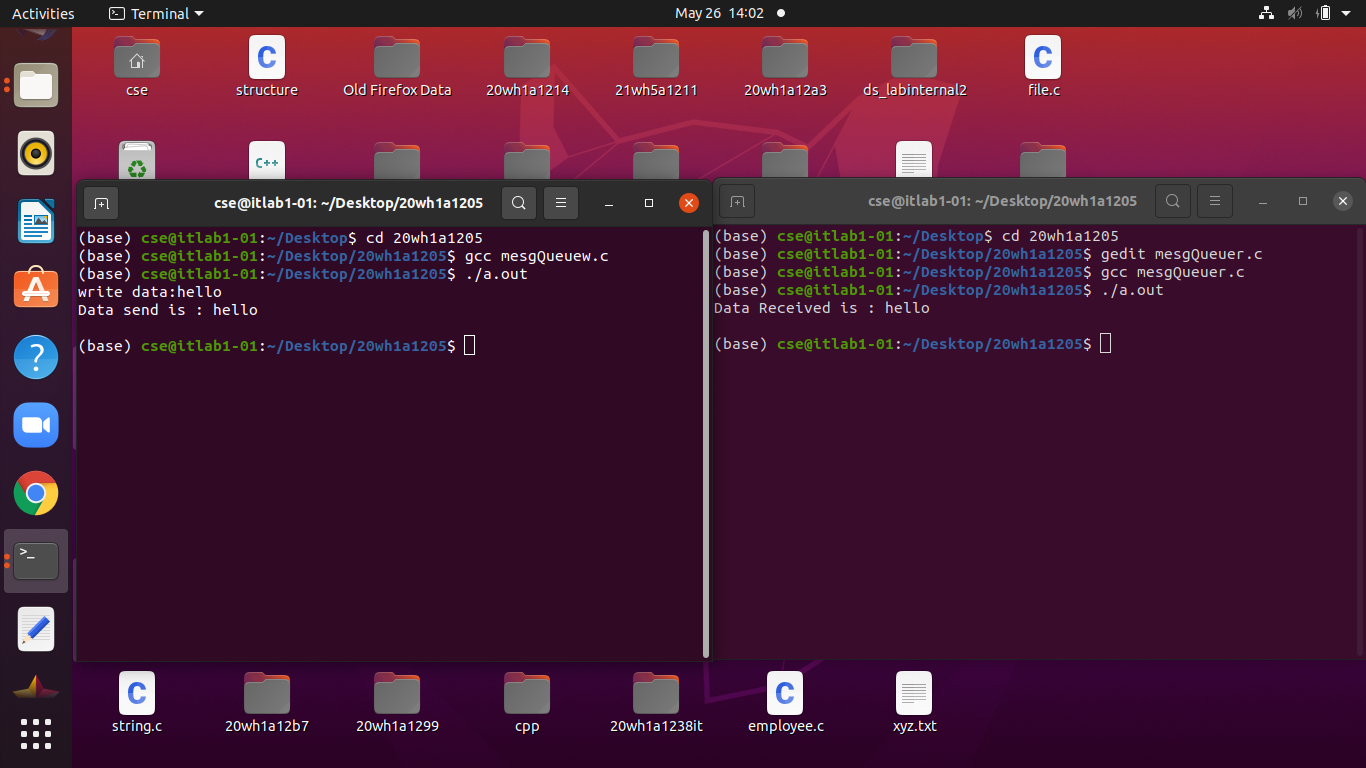 Activities Terminal May 26 14:02
cse structure Old Firefox Data 20wh1a1214 21wh5a1211 20wh1a12a3 ds_labinternal2 file.c
C++
cse@itlab1-01: ~/Desktop/20wh1a1205
(base) cse@itlab1-01:~/Desktop$ cd 20wh1a1205
(base) cse@itlab1-01:~/Desktop/20wh1a1205$ gcc mesgQueuew.c
(base) cse@itlab1-01:~/Desktop/20wh1a1205$ ./a.out
write data:hello
Data send is : hello
(base) cse@itlab1-01:~/Desktop/20wh1a1205$
cse@itlab1-01: ~/Desktop/20wh1a1205
(base) cse@itlab1-01:~/Desktop$ cd 20wh1a1205
(base) cse@itlab1-01:~/Desktop/20wh1a1205$ gedit mesgQueuer.c
(base) cse@itlab1-01:~/Desktop/20wh1a1205$ gcc mesgQueuer.c
(base) cse@itlab1-01:~/Desktop/20wh1a1205$ ./a.out
Data Received is : hello
(base) cse@itlab1-01:~/Desktop/20wh1a1205$
string.c 20wh1a12b7 20wh1a1299 cpp 20wh1a1238it employee.c xyz.txt